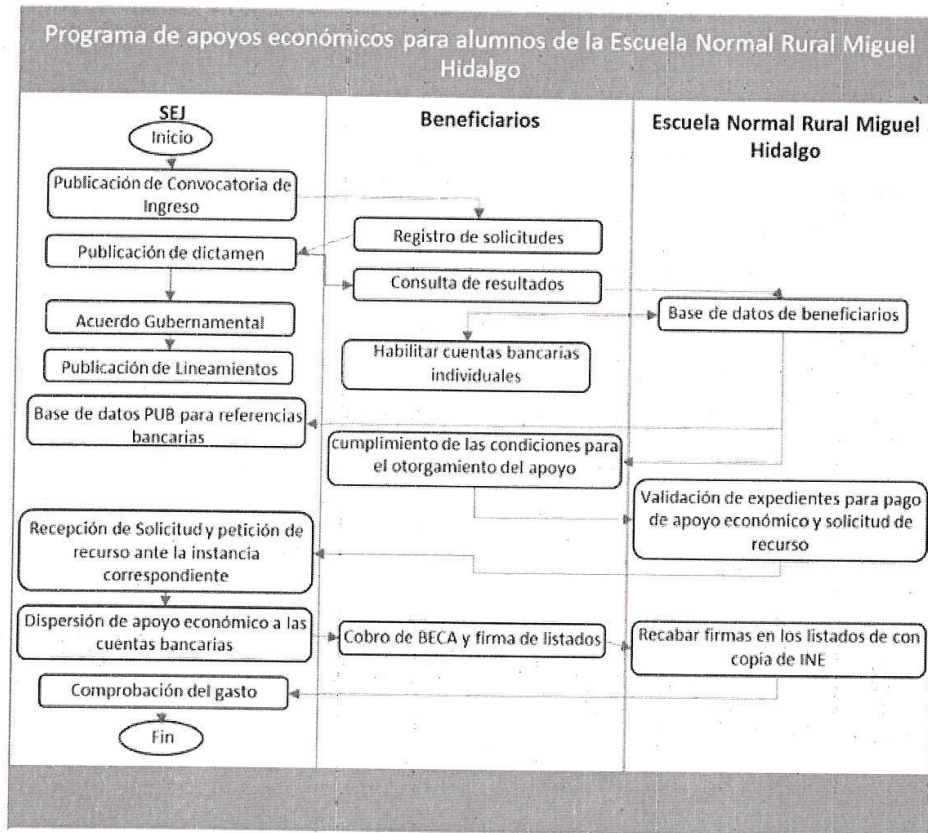 Programa de apoyos económicos para alumnos de la Escuela Normal Rural Miguel
Hidalgo
SEJ
Beneficiarios
Escuela Normal Rural Miguel
Hidalgo
Inicio
Publicación de Convocatoria de
Ingreso
Registro de solicitudes
Publicación de dictamen
Consulta de resultados
Base de datos de beneficiarios
Acuerdo Gubernamental
Habilitar cuentas bancarias
individuales
Publicación de Lineamientos
Base de datos PUB para referencias
bancarias
cumplimiento de las condiciones para
el otorgamiento del apoyo
Validación de expedientes para pago
de apoyo económico y solicitud de
recurso
Recepción de Solicitud y petición de
recurso ante la instancia
correspondiente
Dispersión de apoyo económico a las
cuentas bancarias
Cobro de BECA y firma de listados
Recabar firmas en los listados de con
copia de INE
Comprobación del gasto
Fin